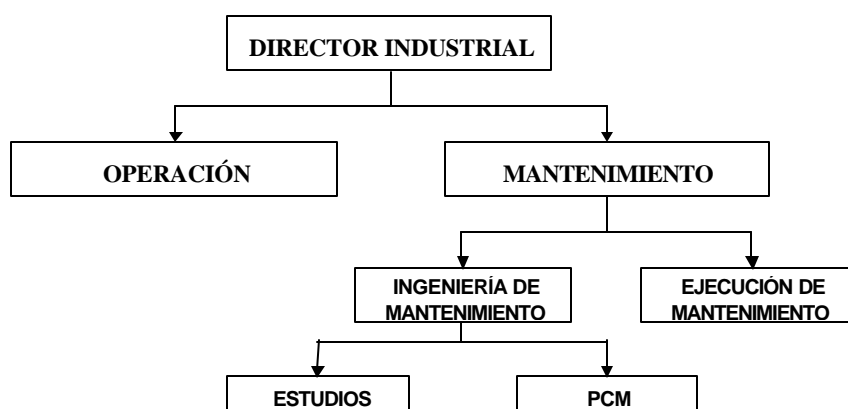 DIRECTOR INDUSTRIAL
OPERACIÓN
MANTENIMIENTO
INGENIERÍA DE
MANTENIMIENTO
EJECUCIÓN DE
MANTENIMIENTO
ESTUDIOS
PCM